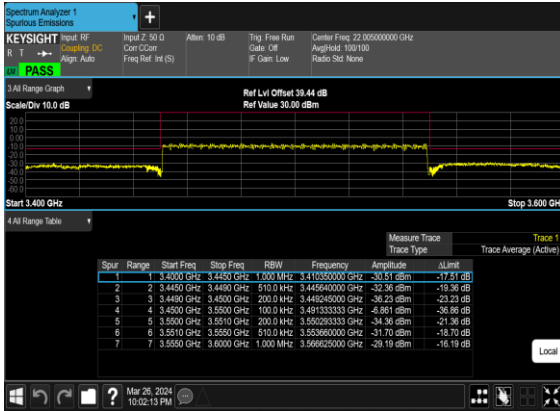 Spectrum Analyzer 1
Spurious Emissions
+
KEYSIGHT Input: RF Input Z: 50 Ω Atten: 10 dB Trig: Free Run Center Freq: 22.005000000 GHz
R T Coupling: DC Corr CCorr Gate: Off Avg|Hold: 100/100
Align: Auto Freq Ref: Int (S) IF Gain: Low Radio Std: None
PASS
3 All Range Graph
Ref Lvl Offset 39.44 dB
Scale/Div 10.0 dB Ref Value 30.00 dBm
20.0
10.0
0.00
-10.0
-20.0
-30.0
-40.0
-50.0
-60.0
Start 3.400 GHz Stop 3.600 GH
4 All Range Table
Measure Trace Trace 1
Trace Type Trace Average (Active)
Spur Range Start Freq Stop Freq RBW Frequency Amplitude ΔLimit
1 1 3.4000 GHz 3.4450 GHz 1.000 MHz 3.410350000 GHz -30.51 dBm -17.51 dB
2 2 3.4450 GHz 3.4490 GHz 510.0 kHz 3.445640000 GHz -32.36 dBm -19.36 dB
3 3 3.4490 GHz 3.4500 GHz 200.0 kHz 3.449245000 GHz -36.23 dBm -23.23 dB
4 4 3.4500 GHz 3.5500 GHz 100.0 kHz 3.491333333 GHz -6.861 dBm -36.86 dB
5 5 3.5500 GHz 3.5510 GHz 200.0 kHz 3.550293333 GHz -34.36 dBm -21.36 dB
6 6 3.5510 GHz 3.5550 GHz 510.0 kHz 3.553660000 GHz -31.70 dBm -18.70 dB
7 7 3.5550 GHz 3.6000 GHz 1.000 MHz 3.566625000 GHz -29.19 dBm -16.19 dB
Local
?
Mar 26, 2024
10:02:13 PM